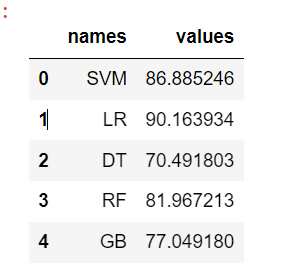 :
names values
0 SVM 86.885246
1 LR 90.163934
2 DT 70.491803
3 RF 81.967213
4 GB 77.049180